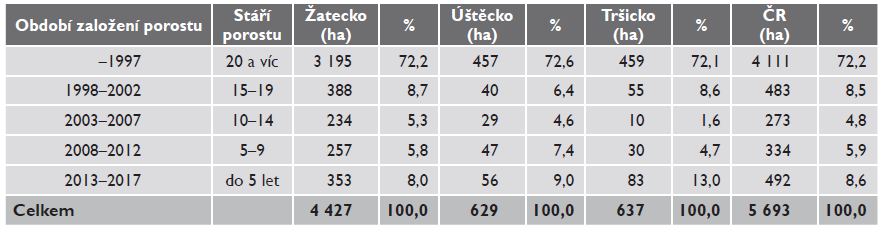 Období založení porostu Stáří porostu Žatecko (ha) % Úštěcko (ha) % Tršicko (ha) % ČR (ha) %
–1997 20 a víc 3 195 72,2 457 72,6 459 72,1 4 111 72,2
1998–2002 15–19 388 8,7 40 6,4 55 8,6 483 8,5
2003–2007 10–14 234 5,3 29 4,6 10 1,6 273 4,8
2008–2012 5–9 257 5,8 47 7,4 30 4,7 334 5,9
2013–2017 do 5 let 353 8,0 56 9,0 83 13,0 492 8,6
Celkem 4 427 100,0 629 100,0 637 100,0 5 693 100,0